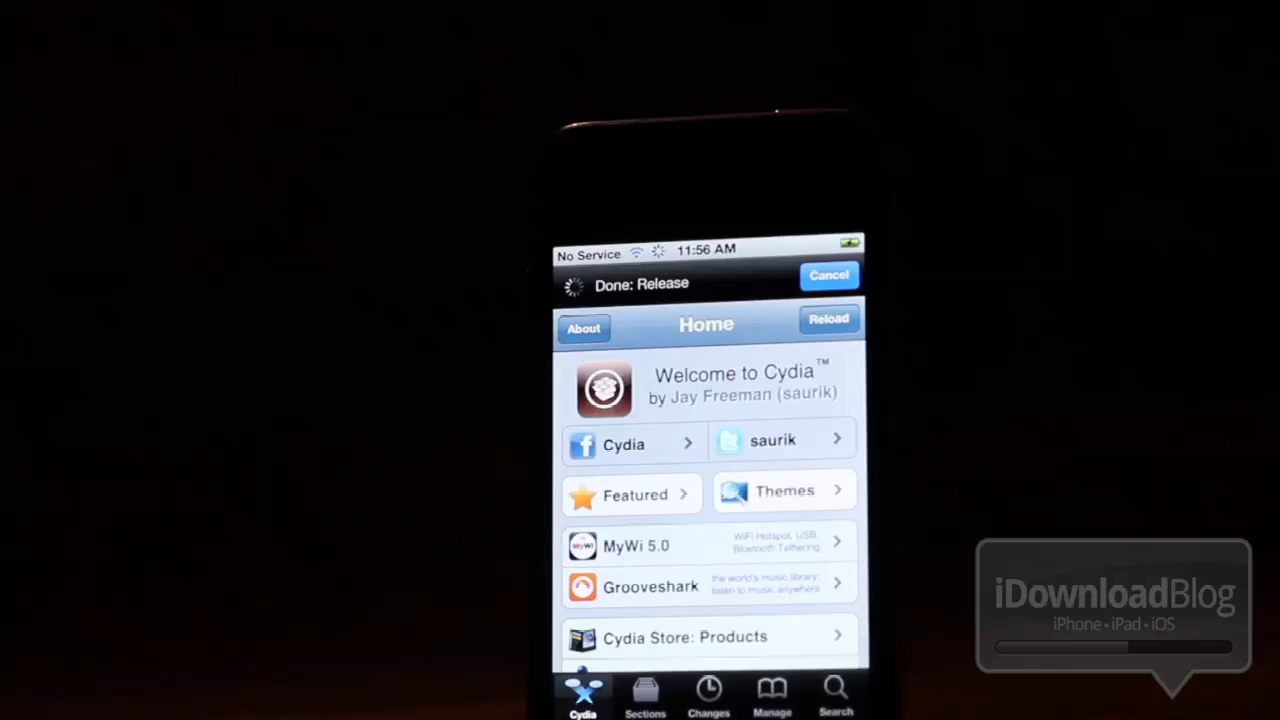 No Service 11:56 AM
Done: Release Cancel
About Home Reload
Welcome to Cydia™
by Jay Freeman (saurik)
Cydia saurik
Featured Themes
MyWi 5.0 WiFi Hotspot, USB,
Bluetooth Tethering
Grooveshark the world's music library:
listen to music anywhere
Cydia Store: Products
Cydia Sections Changes Manage Search
iDownloadBlog
iPhone • iPad • iOS